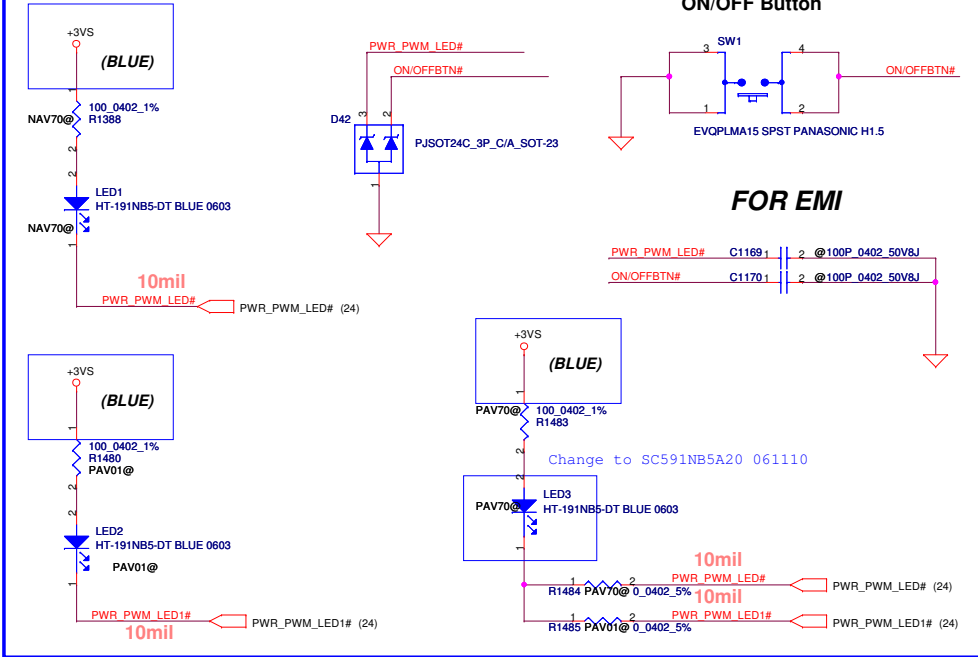 ON/OFF Button
+3VS
(BLUE)
1
100_0402_1%
NAV70@
R1388
2
2
LED1
HT-191NB5-DT BLUE 0603
NAV70@
1
10mil
PWR_PWM_LED#
PWR_PWM_LED# (24)
PWR_PWM_LED#
ON/OFFBTN#
D42
3
2
PJSOT24C_3P_C/A_SOT-23
1
SW1
3
4
ON/OFFBTN#
1
2
EVQPLMA15 SPST PANASONIC H1.5
FOR EMI
PWR_PWM_LED#
C1169
1
2
@100P_0402_50V8J
ON/OFFBTN#
C1170
1
2
@100P_0402_50V8J
+3VS
(BLUE)
1
100_0402_1%
R1480
PAV01@
2
2
LED2
HT-191NB5-DT BLUE 0603
PAV01@
1
PWR_PWM_LED1#
10mil
PWR_PWM_LED1# (24)
+3VS
(BLUE)
1
PAV70@
100_0402_1%
R1483
2
Change to SC591NB5A20 061110
2
LED3
PAV70@
HT-191NB5-DT BLUE 0603
1
10mil
1
2
PWR_PWM_LED#
R1484 PAV70@ 0_0402_5%
PWR_PWM_LED# (24)
10mil
1
2
PWR_PWM_LED1#
R1485 PAV01@ 0_0402_5%
PWR_PWM_LED1# (24)